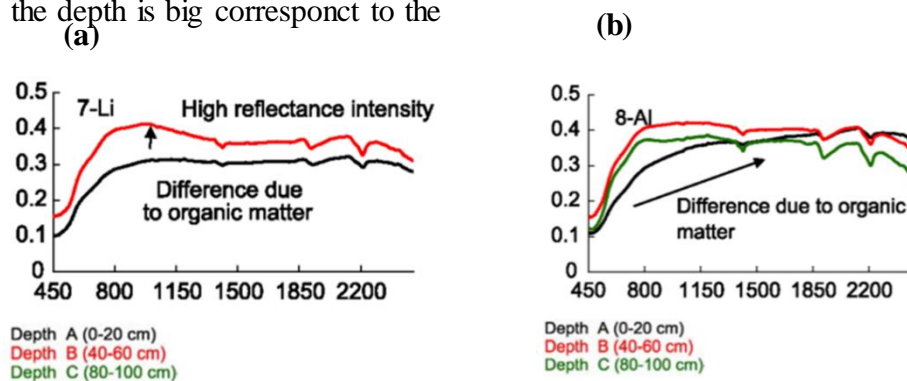 the depth is big correspont to the
(a)
(b)
0.5
0.4
0.3
0.2
0.1
0
7-Li
High reflectance intensity
Difference due
to organic matter
450 800 1150 1500 1850 2200
Depth A (0-20 cm)
Depth B (40-60 cm)
Depth C (80-100 cm)
0.5
0.4
0.3
0.2
0.1
0
8-Al
Difference due to organic
matter
450 800 1150 1500 1850 2200
Depth A (0-20 cm)
Depth B (40-60 cm)
Depth C (80-100 cm)